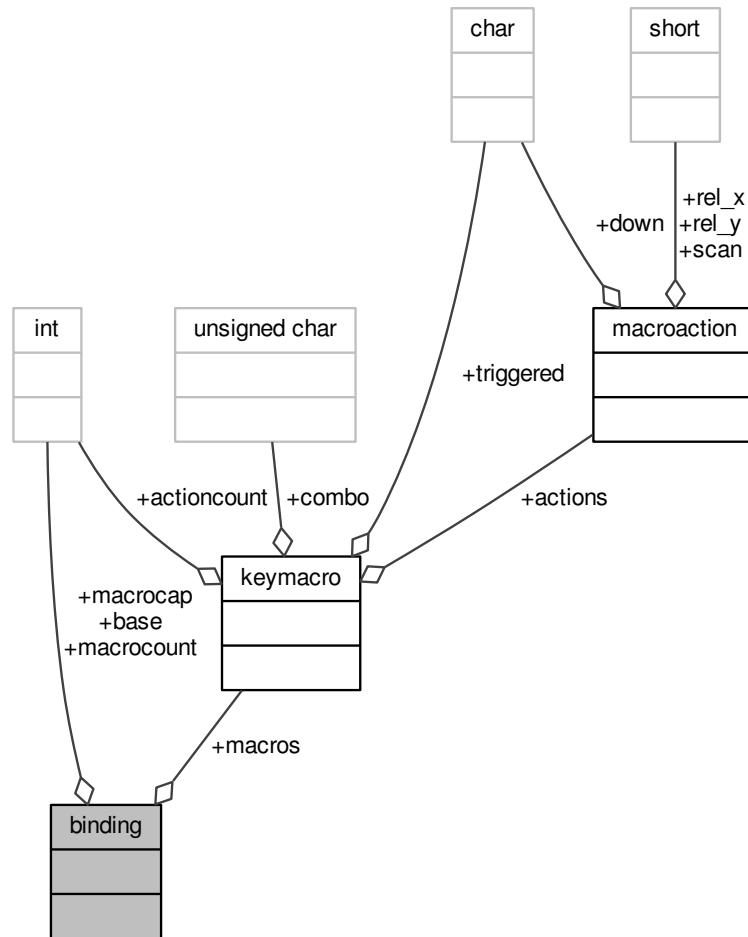 char
short
+rel_x
+rel_y
+scan
+down
int
unsigned char
macroaction
+triggered
+actioncount
+combo
+actions
keymacro
+macrocap
+base
+macrocount
+macros
binding